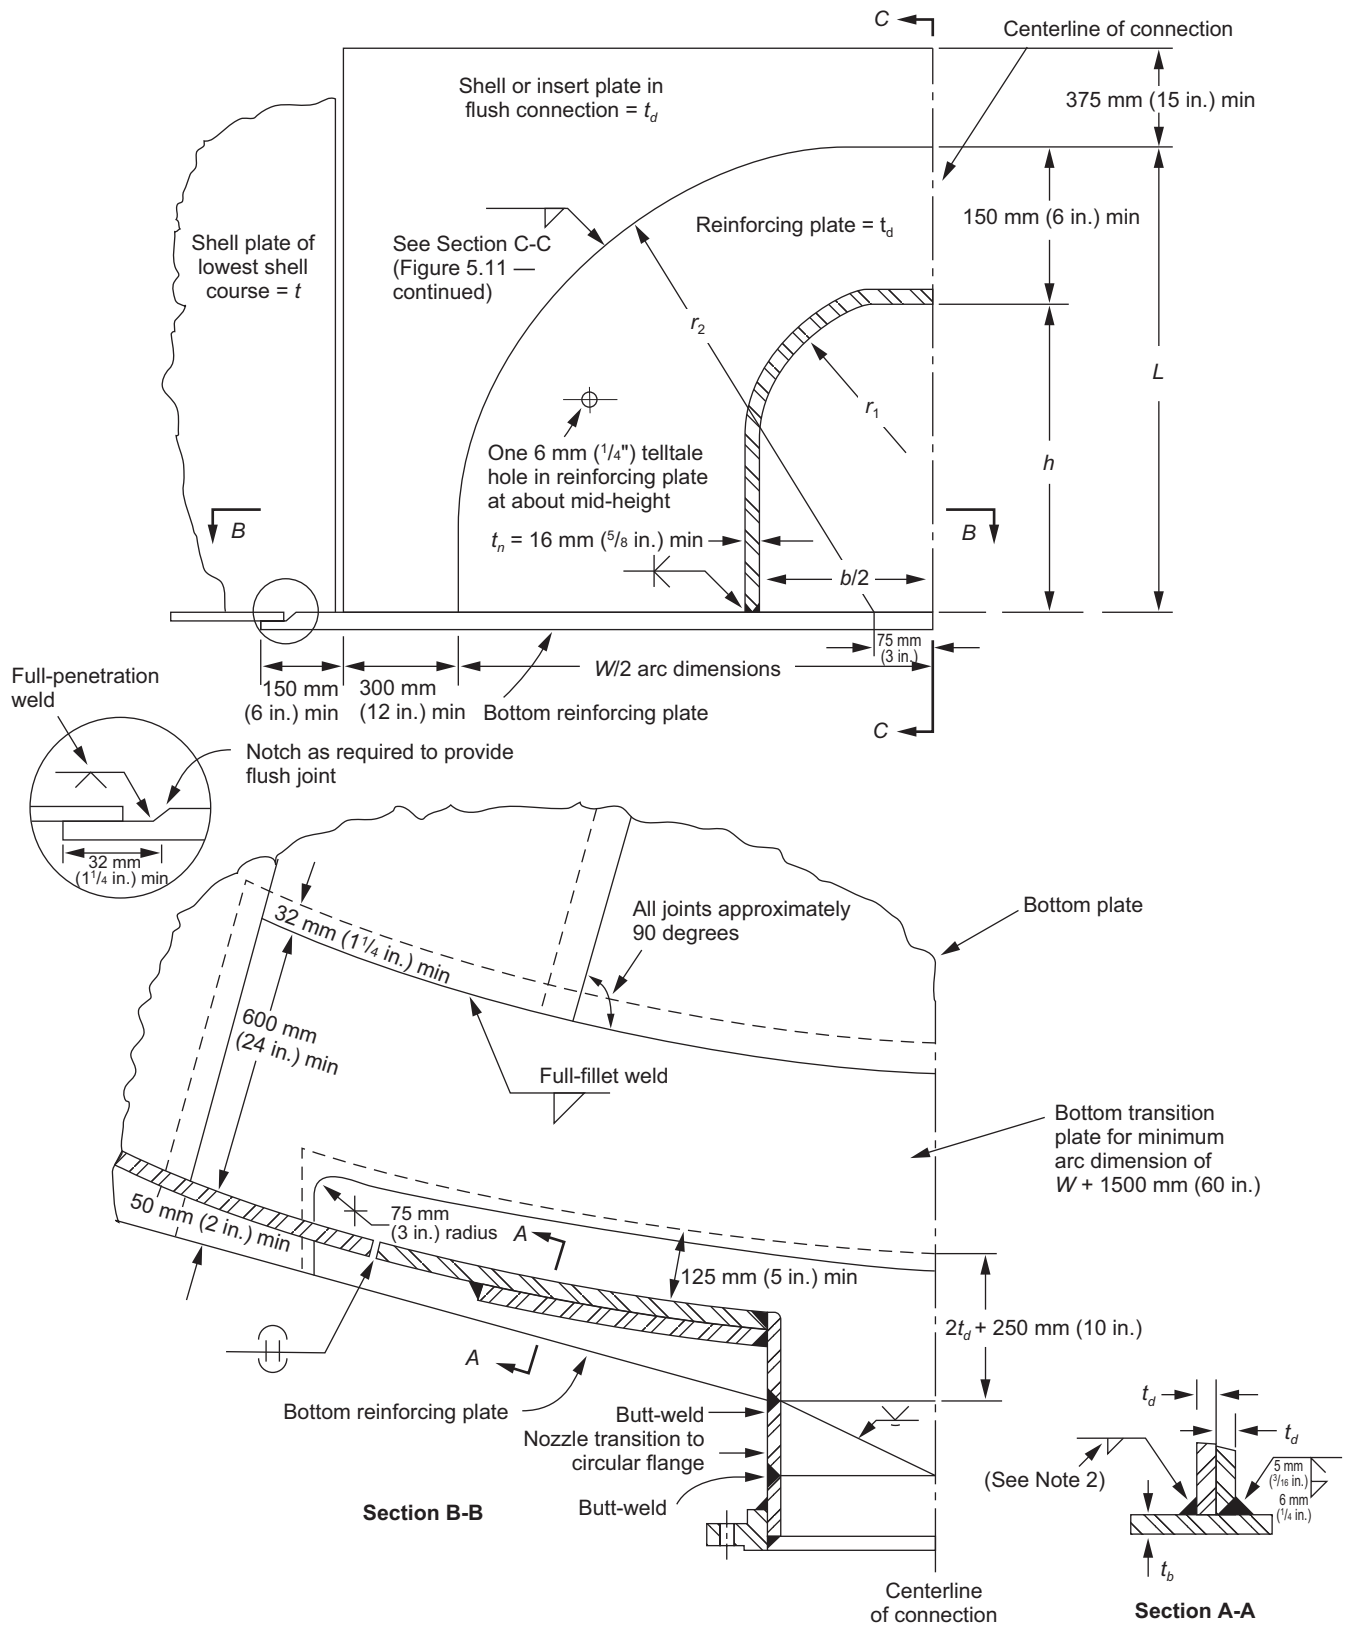 C
Centerline of connection
Shell or insert plate in
flush connection = t_d
375 mm (15 in.) min
150 mm (6 in.) min
Reinforcing plate = t_d
Shell plate of
lowest shell
course = t
See Section C-C
(Figure 5.11 —
continued)
r_2
L
r_1
One 6 mm (1/4") telltale
hole in reinforcing plate
at about mid-height
h
B
B
t_n = 16 mm (5/8 in.) min
b/2
75 mm
(3 in.)
W/2 arc dimensions
Full-penetration
weld
150 mm
(6 in.) min
300 mm
(12 in.) min
Bottom reinforcing plate
C
Notch as required to provide
flush joint
32 mm
(1 1/4 in.) min
32 mm (1 1/4 in.) min
All joints approximately
90 degrees
Bottom plate
600 mm
(24 in.) min
Full-fillet weld
Bottom transition
plate for minimum
arc dimension of
W + 1500 mm (60 in.)
50 mm (2 in.) min
75 mm
(3 in.) radius
A
125 mm (5 in.) min
2t_d + 250 mm (10 in.)
A
Bottom reinforcing plate
Butt-weld
Nozzle transition to
circular flange
Butt-weld
Section B-B
t_d
t_d
(See Note 2)
5 mm
(3/16 in.)
6 mm
(1/4 in.)
t_b
Centerline
of connection
Section A-A